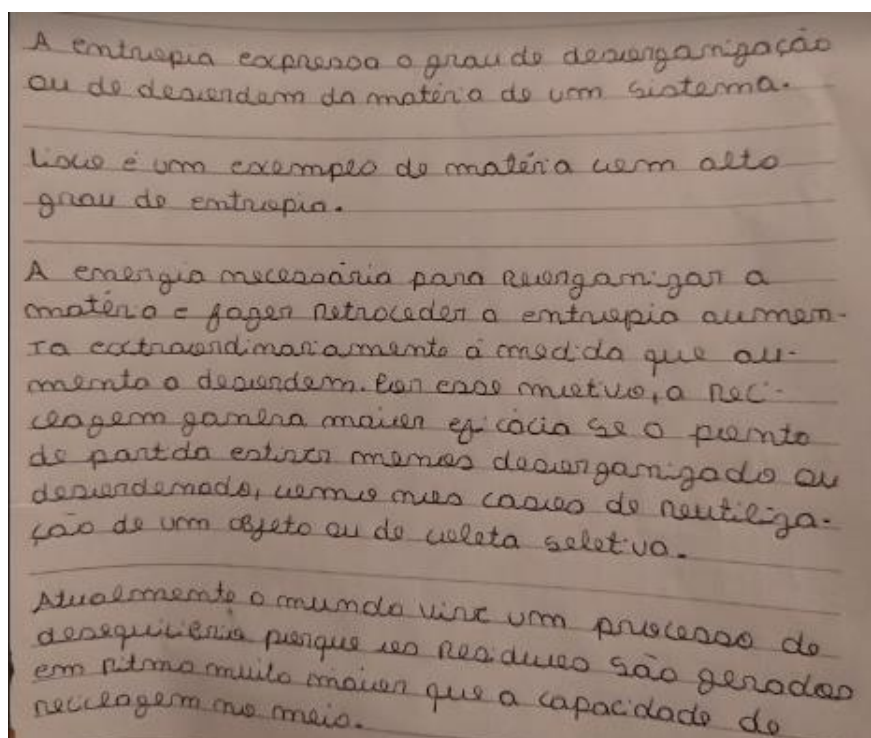 A entropia expressa o grau de desorganização
ou de desordem da matéria de um sistema.
Lixo é um exemplo de matéria com alto
grau de entropia.
A energia necessária para reorganizar a
matéria e fazer retroceder a entropia aumen-
ta extraordinariamente à medida que au-
menta a desordem. Por esse motivo, a reci-
clagem ganha maior eficácia se o ponto
de partda estiver menos desorganizado ou
desordenado, como nos casos de reutiliza-
ção de um objeto ou de coleta seletiva.
Atualmente o mundo vive um processo de
desequilíbrio porque os resíduos são gerados
em ritmo muito maior que a capacidade de
reciclagem no meio.